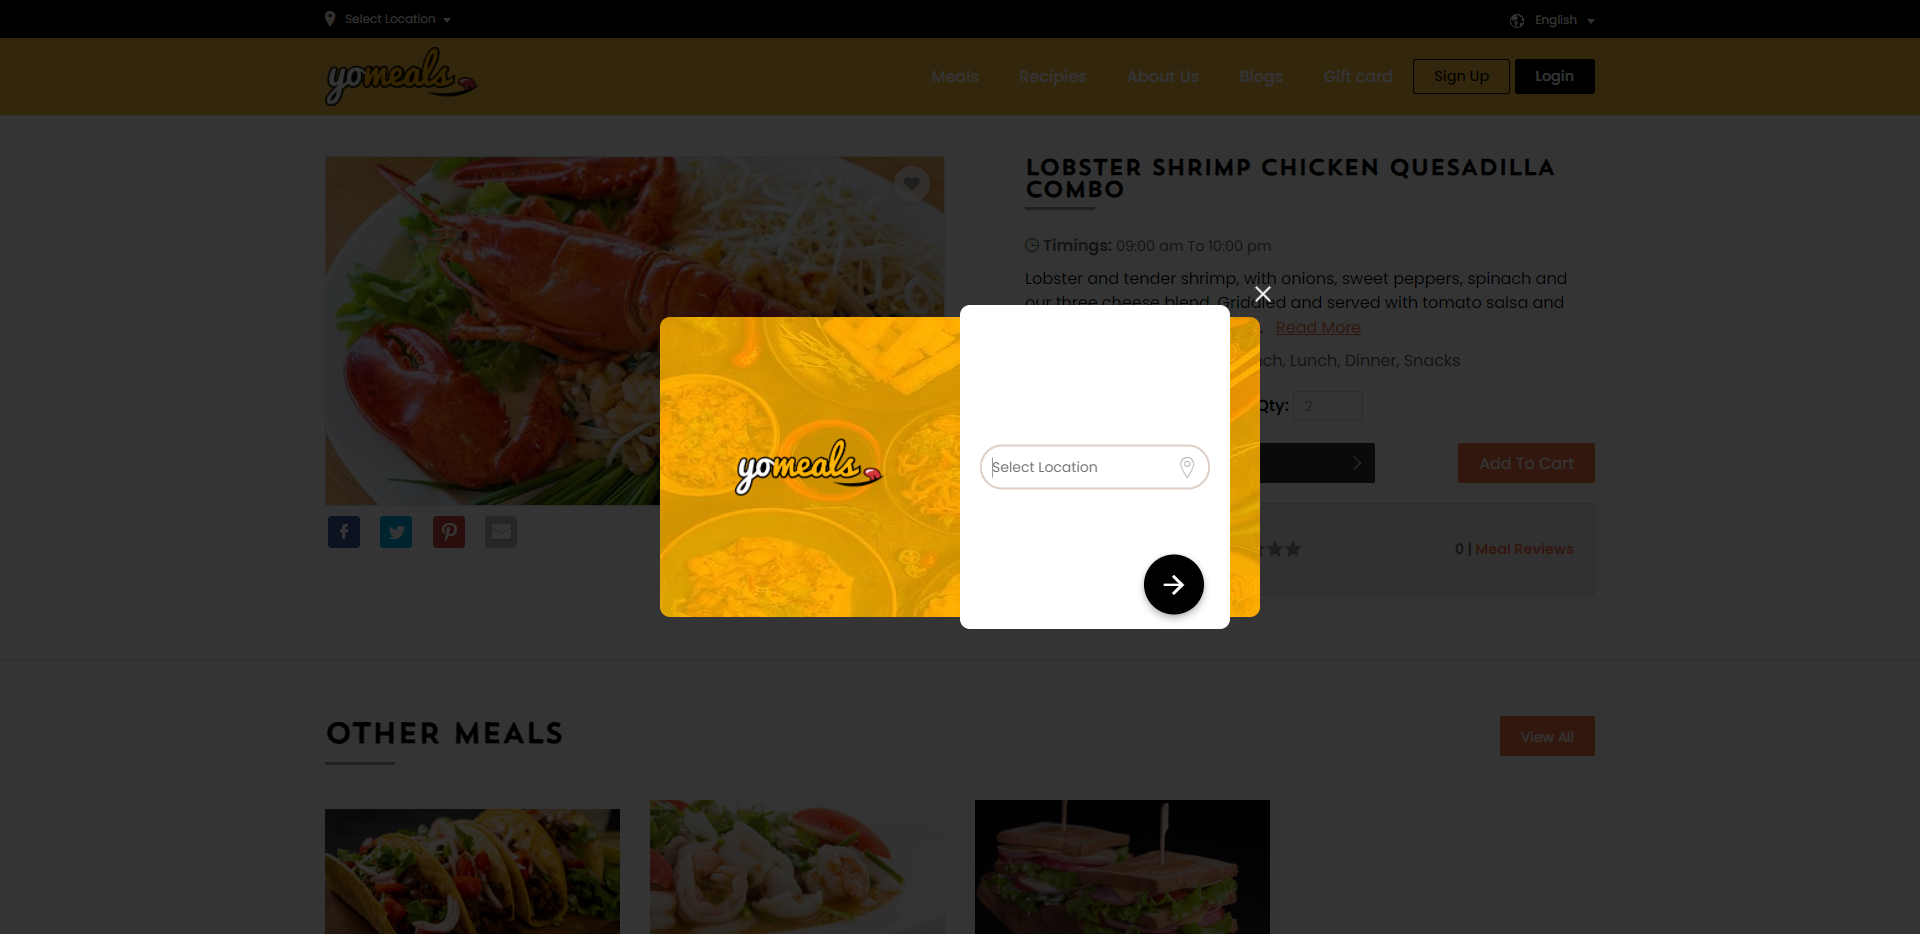 Select Location
English
yomeals
Meals
Recipies
About Us
Blogs
Gift card
Sign Up
Login
LOBSTER SHRIMP CHICKEN QUESADILLA
COMBO
Timings: 09:00 am To 10:00 pm
Lobster and tender shrimp, with onions, sweet peppers, spinach and
our three cheese blend. Griddled and served with tomato salsa and
Read More
Lunch, Dinner, Snacks
Qty: 2
yomeals
Select Location
Add To Cart
0 | Meal Reviews
OTHER MEALS
View All